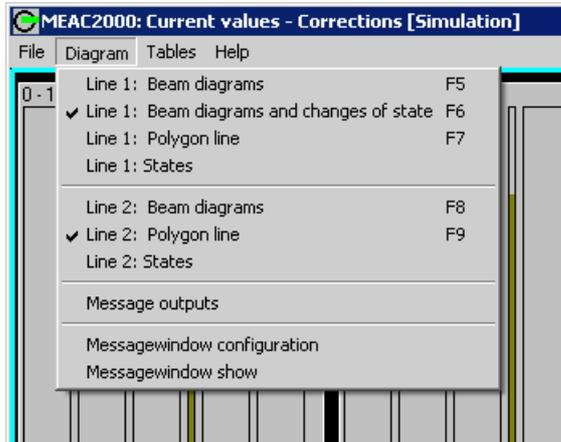 MEAC2000: Current values - Corrections [Simulation]
File Diagram Tables Help
0 - 1
Line 1: Beam diagrams F5
✓ Line 1: Beam diagrams and changes of state F6
Line 1: Polygon line F7
Line 1: States
Line 2: Beam diagrams F8
✓ Line 2: Polygon line F9
Line 2: States
Message outputs
Messagewindow configuration
Messagewindow show